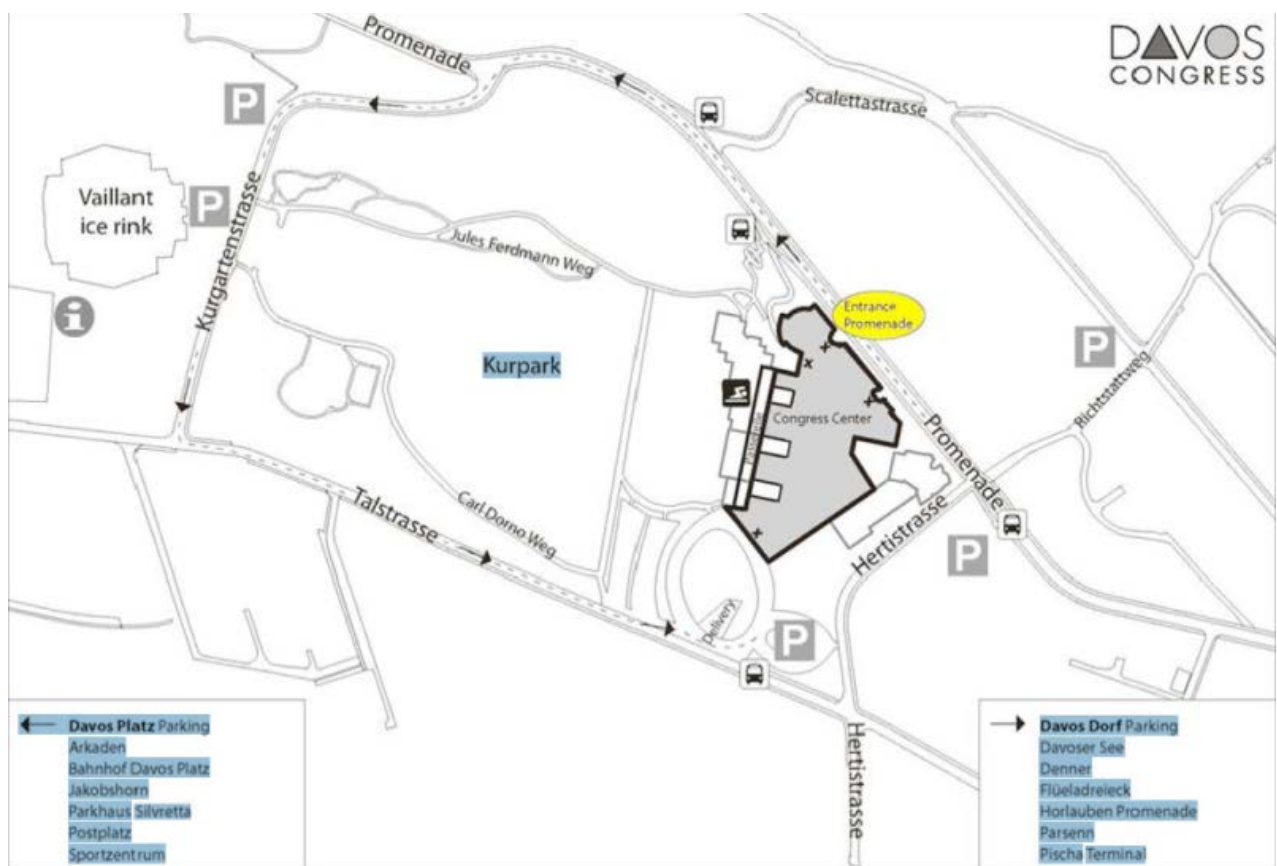 DAVOS
CONGRESS
Promenade
P
Scalettastrasse
Vaillant
ice rink
P
Kurgartenstrasse
Jules Ferdmann Weg
i
Entrance
Promenade
Kurpark
P
Richtstattweg
Passerelle
Congress Center
Promenade
Talstrasse
Carl Dorno Weg
Hertistrasse
P
Delivery
P
Hertistrasse
Davos Platz Parking
Arkaden
Bahnhof Davos Platz
Jakobshorn
Parkhaus Silvretta
Postplatz
Sportzentrum
Davos Dorf Parking
Davoser See
Denner
Flüeladreieck
Horlauben Promenade
Parsenn
Pischa Terminal